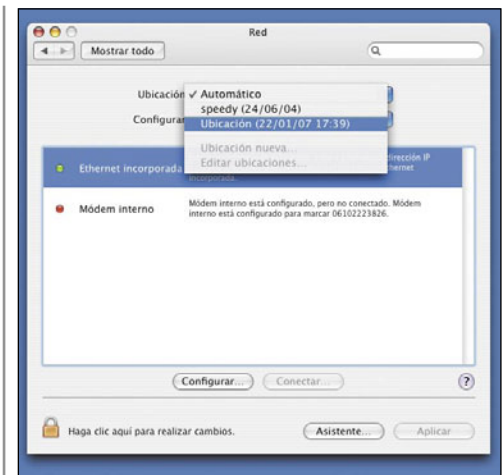 Red
Mostrar todo
Ubicación
✓ Automático
speedy (24/06/04)
Ubicación (22/01/07 17:39)
Ubicación nueva...
Editar ubicaciones...
Configurar
Ethernet incorporada
dirección IP
incorporada.
Módem interno
Módem interno está configurado, pero no conectado. Módem
interno está configurado para marcar 06102223826.
Configurar...
Conectar...
?
Haga clic aquí para realizar cambios.
Asistente...
Aplicar